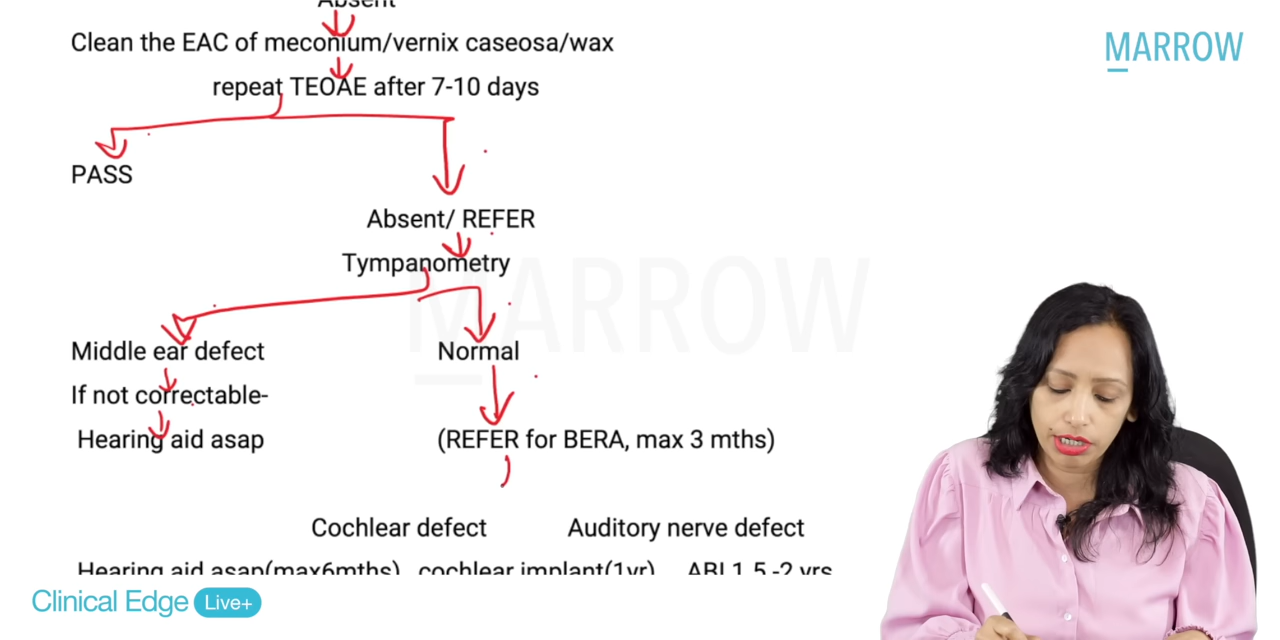 Absent
MARROW
Clean the EAC of meconium/vernix caseosa/wax
repeat TEOAE after 7-10 days
PASS
Absent/ REFER
Tympanometry
MARROW
Middle ear defect
Normal
If not correctable-
Hearing aid asap
(REFER for BERA, max 3 mths)
Cochlear defect
Auditory nerve defect
Hearing aid asap(max6mths) cochlear implant(1yr) ABI 1.5 -2 yrs
Clinical Edge Live+